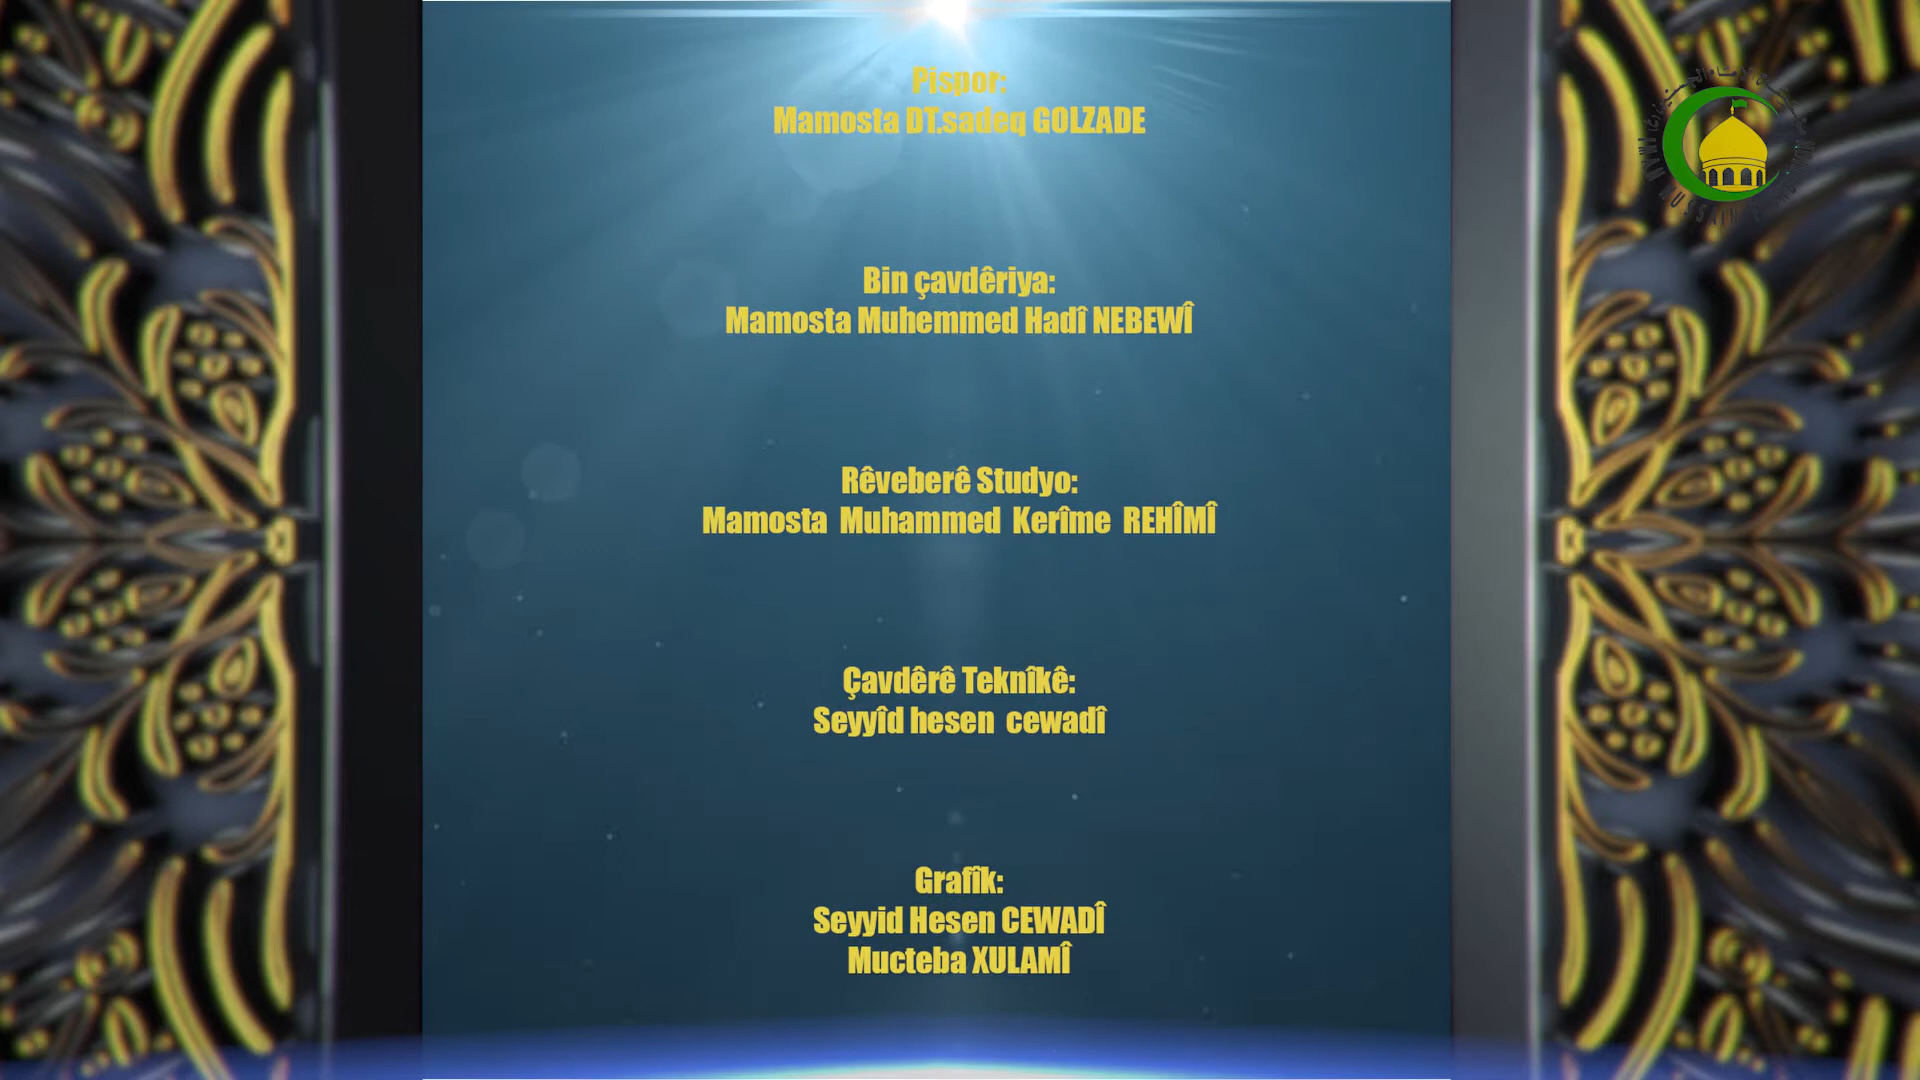 Pispor:
Mamosta DT.sadeq GOLZADE
Bin çavdêriya:
Mamosta Muhemmed Hadî NEBEWÎ
Rêveberê Studyo:
Mamosta Muhammed Kerîme REHÎMÎ
Çavdêrê Teknîkê:
Seyyîd hesen cewadî
Grafîk:
Seyyid Hesen CEWADÎ
Mucteba XULAMÎ